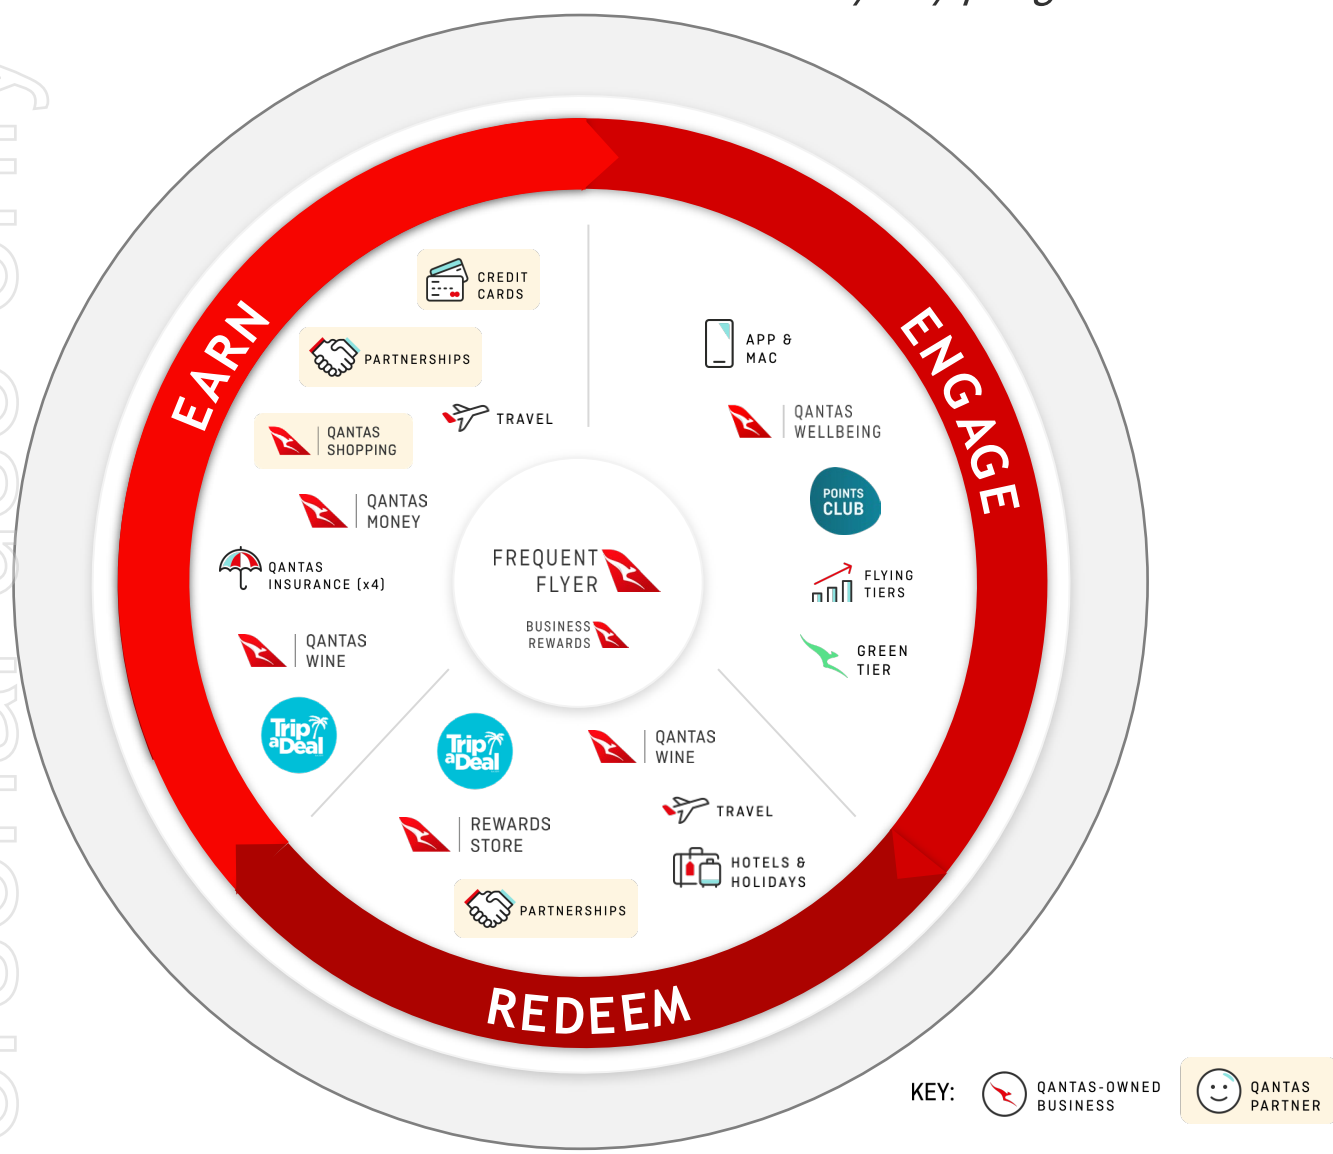 EARN
ENGAGE
REDEEM
CREDIT
CARDS
PARTNERSHIPS
TRAVEL
QANTAS
SHOPPING
QANTAS
MONEY
QANTAS
INSURANCE (x4)
QANTAS
WINE
Trip
aDeal
APP &
MAC
QANTAS
WELLBEING
POINTS
CLUB
FLYING
TIERS
GREEN
TIER
FREQUENT
FLYER
BUSINESS
REWARDS
Trip
aDeal
QANTAS
WINE
TRAVEL
REWARDS
STORE
HOTELS &
HOLIDAYS
PARTNERSHIPS
KEY:
QANTAS-OWNED
BUSINESS
QANTAS
PARTNER